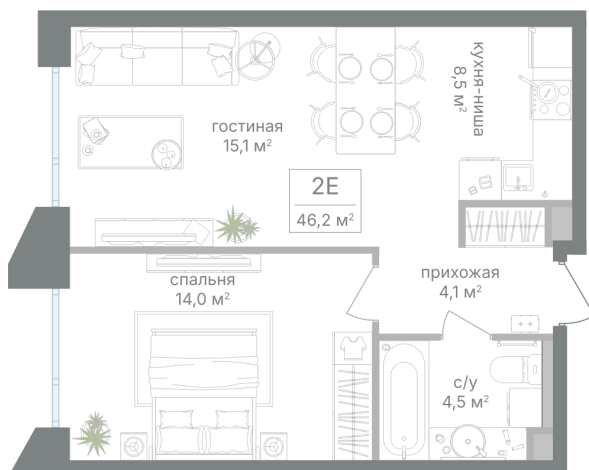 кухня-ниша
8,5 м²
гостиная
15,1 м²
2Е
46,2 м²
спальня
14,0 м²
прихожая
4,1 м²
с/у
4,5 м²